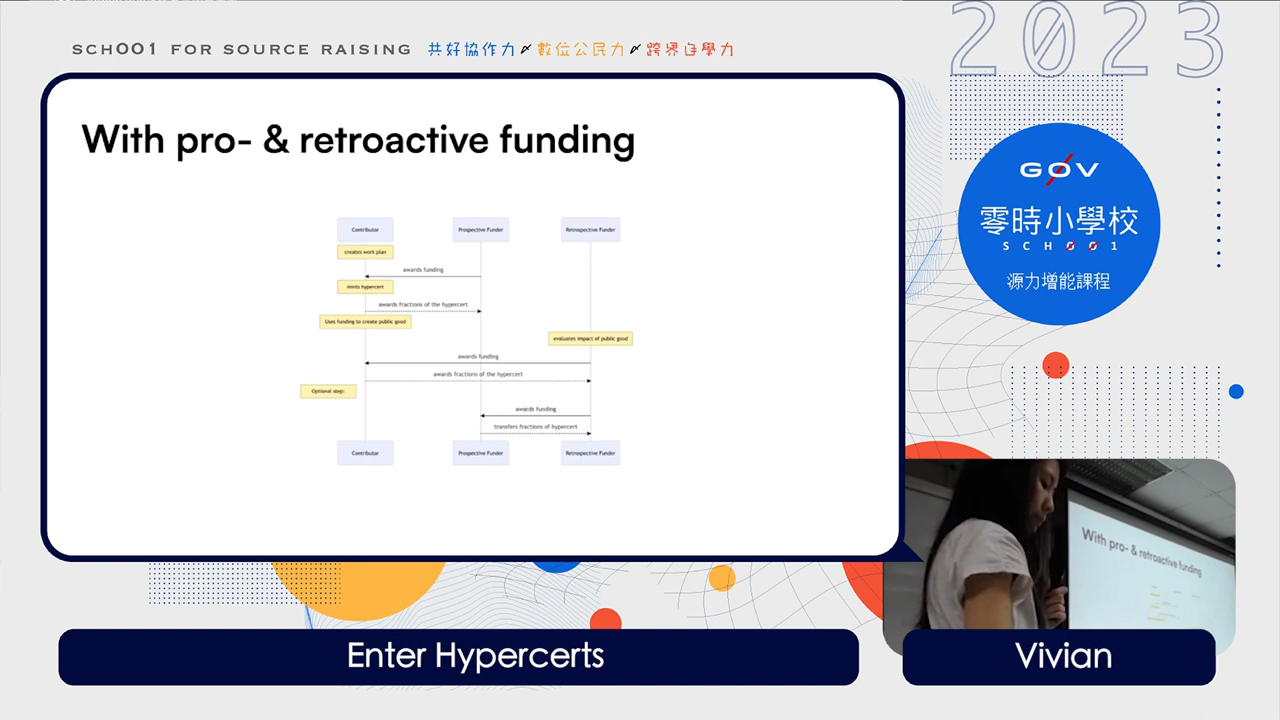 2023
SCH001 FOR SOURCE RAISING 共好協作力 數位公民力 跨界自學力
G0V
零時小學校
SCH001
源力增能課程
With pro- & retroactive funding
Contributor
Prospective Funder
Retrospective Funder
creates work plan
awards funding
mints hypercert
awards fractions of the hypercert
Uses funding to create public good
evaluates impact of public good
awards funding
awards fractions of the hypercert
Optional step:
awards funding
transfers fractions of hypercert
Contributor
Prospective Funder
Retrospective Funder
With pro- & retroactive funding
Enter Hypercerts
Vivian